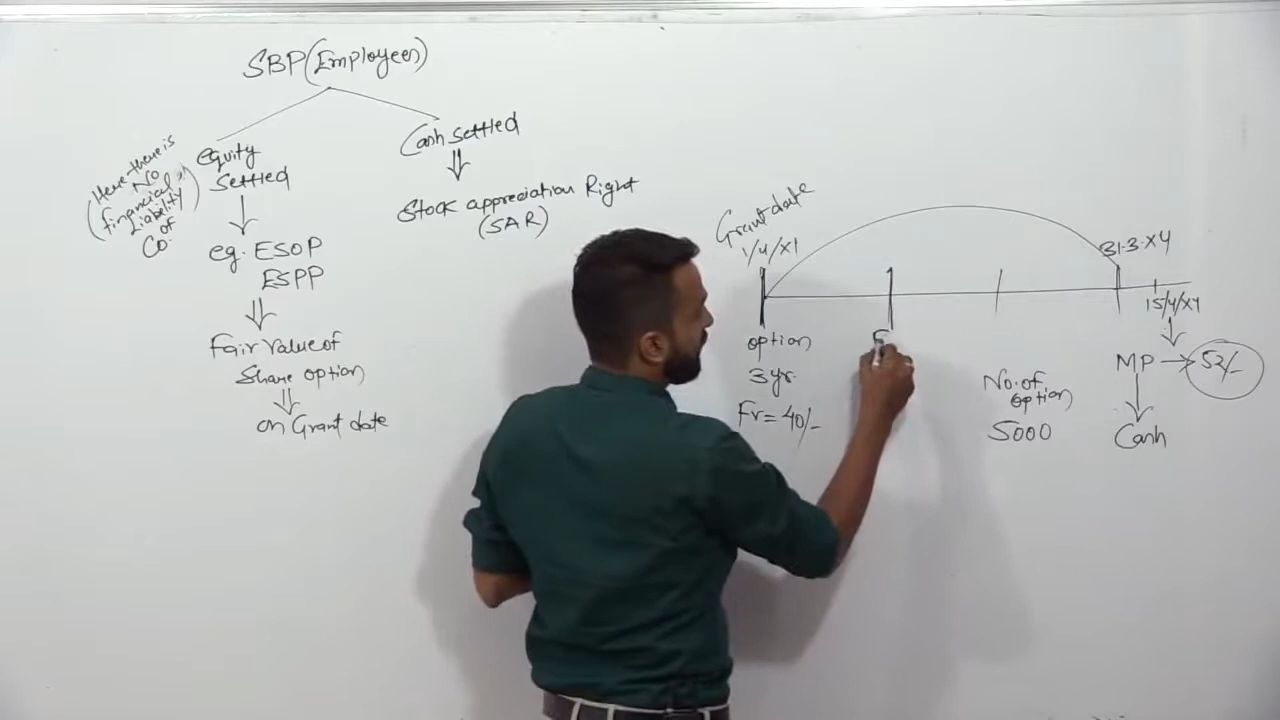 SBP (Employees)
equity
Settled
(Here there is
NO
financial
Liability
of
CO.)
eg. ESOP
ESPP
Fair Value of
Share option
on Grant date
Cash Settled
Stock appreciation Right
(SAR)
Grant date
1/4/X1
31.3.X4
15/4/X4
option
3 yr.
Fv = 40/-
F
No. of
option
5000
MP → 52/-
Cash